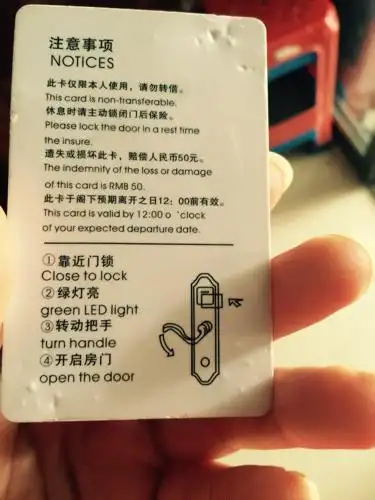 注意事项
NOTICES
此卡仅限本人使用，请勿转借。
This card is non-transferable.
休息时请主动锁闭门后保险。
Please lock the door in a rest time
the insure.
遗失或损坏此卡，赔偿人民币50元。
The indemnity of the loss or damage
of this card is RMB 50.
此卡于阁下预期离开之日12：00前有效。
This card is valid by 12:00 o ‘clock
of your expected departure date.
①靠近门锁
Close to lock
②绿灯亮
green LED light
③转动把手
turn handle
④开启房门
open the door